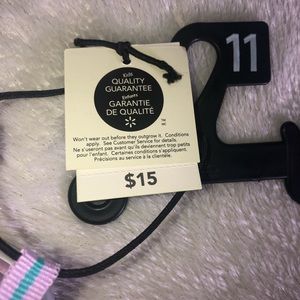 11
Kids
QUALITY
GUARANTEE
Enfants
GARANTIE
DE QUALITÉ
TM
MC
Won't wear out before they outgrow it. Conditions
apply. See Customer Service for details.
Ne s'useront pas avant qu'ils deviennent trop petits
pour l'enfant. Certaines conditions s'appliquent.
Précisions au service à la clientèle.
$15